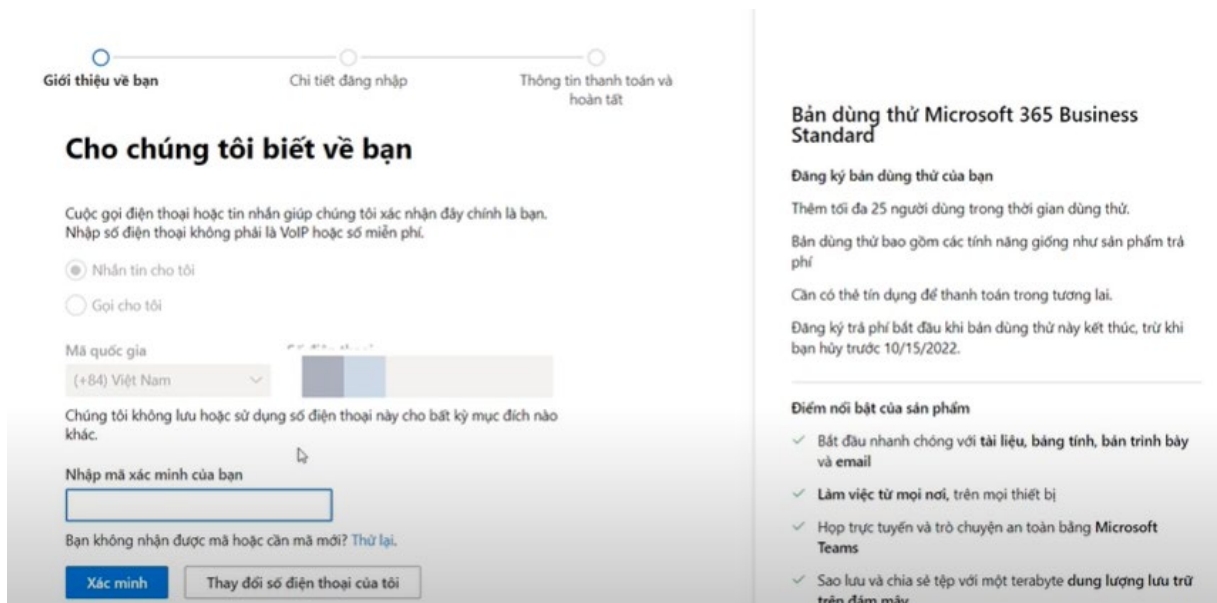 Giới thiệu về bạn
Chi tiết đăng nhập
Thông tin thanh toán và
hoàn tất
Cho chúng tôi biết về bạn
Cuộc gọi điện thoại hoặc tin nhắn giúp chúng tôi xác nhận đây chính là bạn.
Nhập số điện thoại không phải là VoIP hoặc số miễn phí.
Nhắn tin cho tôi
Gọi cho tôi
Mã quốc gia
(+84) Việt Nam
Chúng tôi không lưu hoặc sử dụng số điện thoại này cho bất kỳ mục đích nào
khác.
Nhập mã xác minh của bạn
Bạn không nhận được mã hoặc cần mã mới? Thử lại.
Xác minh
Thay đổi số điện thoại của tôi
Bản dùng thử Microsoft 365 Business
Standard
Đăng ký bản dùng thử của bạn
Thêm tối đa 25 người dùng trong thời gian dùng thử.
Bản dùng thử bao gồm các tính năng giống như sản phẩm trả
phí
Cần có thẻ tín dụng để thanh toán trong tương lai.
Đăng ký trả phí bắt đầu khi bản dùng thử này kết thúc, trừ khi
bạn hủy trước 10/15/2022.
Điểm nổi bật của sản phẩm
Bắt đầu nhanh chóng với tài liệu, bảng tính, bản trình bày
và email
Làm việc từ mọi nơi, trên mọi thiết bị
Họp trực tuyến và trò chuyện an toàn bằng Microsoft
Teams
Sao lưu và chia sẻ tệp với một terabyte dung lượng lưu trữ
trên đám mây